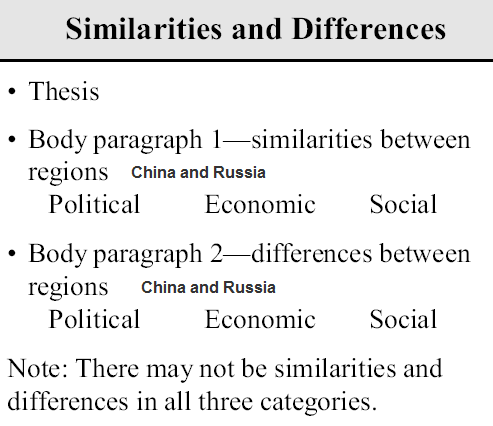 Similarities and Differences
• Thesis
• Body paragraph 1—similarities between
regions China and Russia
Political Economic Social
• Body paragraph 2—differences between
regions China and Russia
Political Economic Social
Note: There may not be similarities and
differences in all three categories.